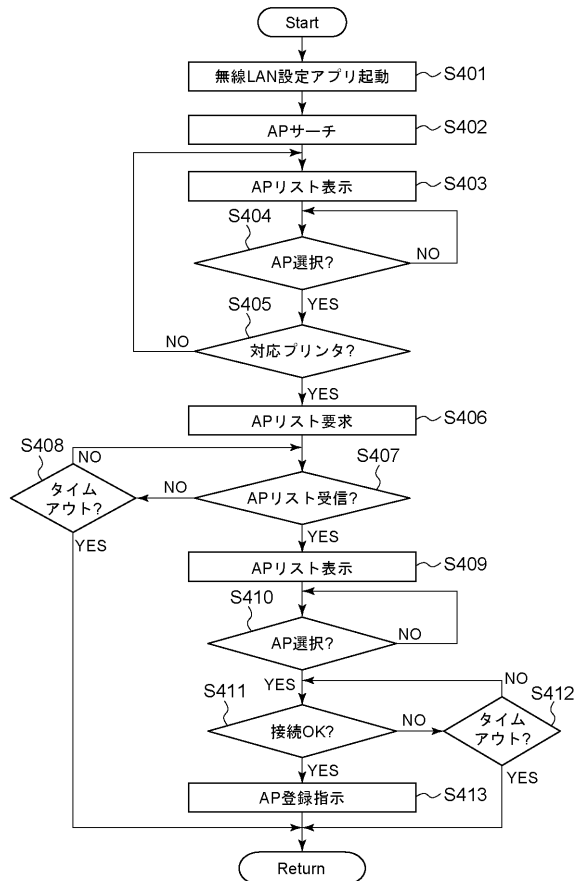 Start
無線LAN設定アプリ起動
S401
APサーチ
S402
APリスト表示
S403
S404
AP選択?
NO
YES
S405
対応プリンタ?
NO
YES
APリスト要求
S406
S408
NO
タイム
アウト?
YES
S407
NO
APリスト受信?
YES
APリスト表示
S409
S410
AP選択?
NO
YES
S411
接続OK?
NO
YES
NO
S412
タイム
アウト?
YES
AP登録指示
S413
Return